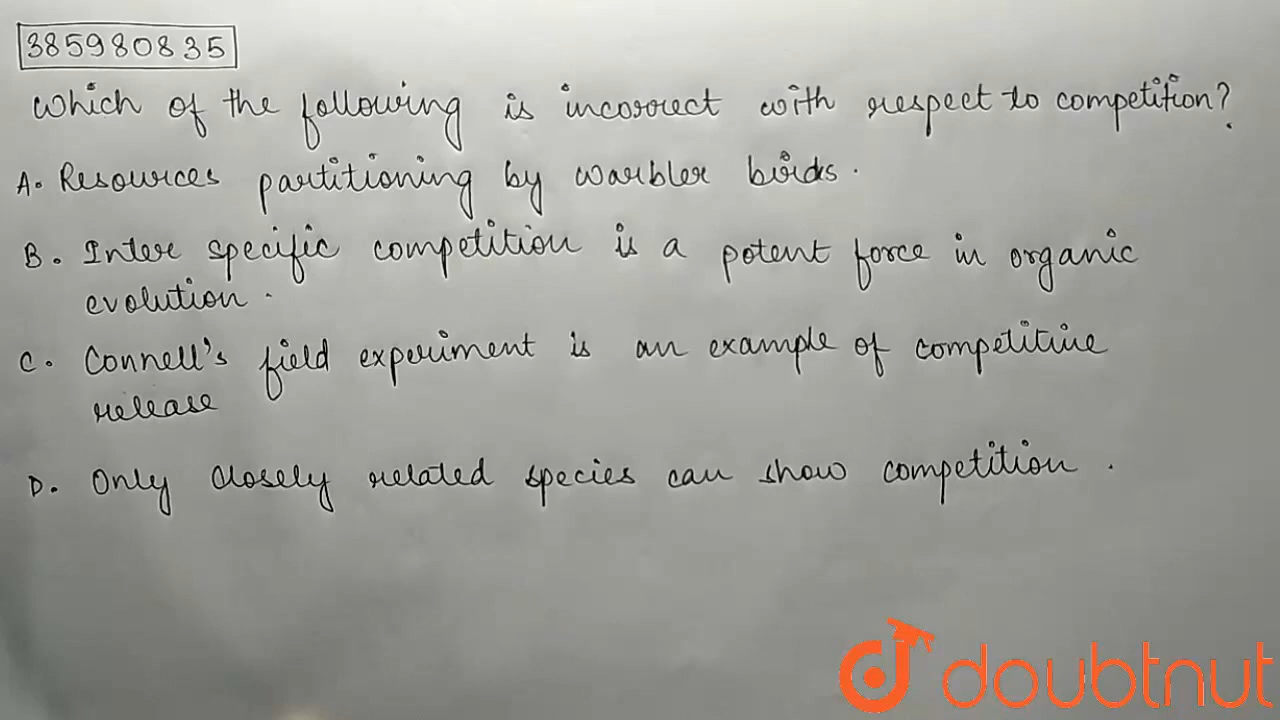 385980835
Which of the following is incorrect with respect to competition?
A. Resources partitioning by warbler birds.
B. Inter specific competition is a potent force in organic
evolution.
C. Connell's field experiment is an example of competitive
release
D. Only closely related species can show competition.
doubtnut